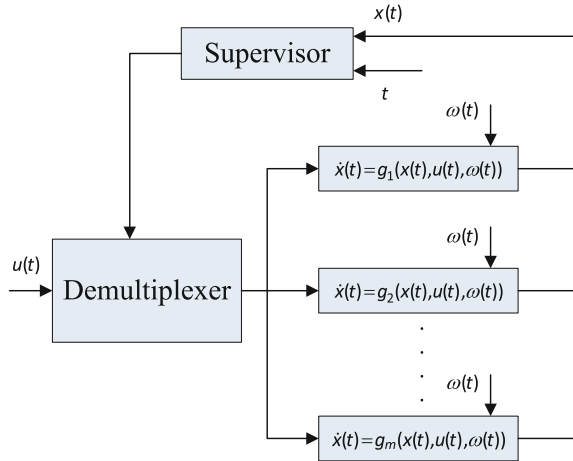 x(t)
Supervisor
t
ω(t)
ẋ(t)=g₁(x(t),u(t),ω(t))
u(t)
Demultiplexer
ω(t)
ẋ(t)=g₂(x(t),u(t),ω(t))
ω(t)
ẋ(t)=gₘ(x(t),u(t),ω(t))